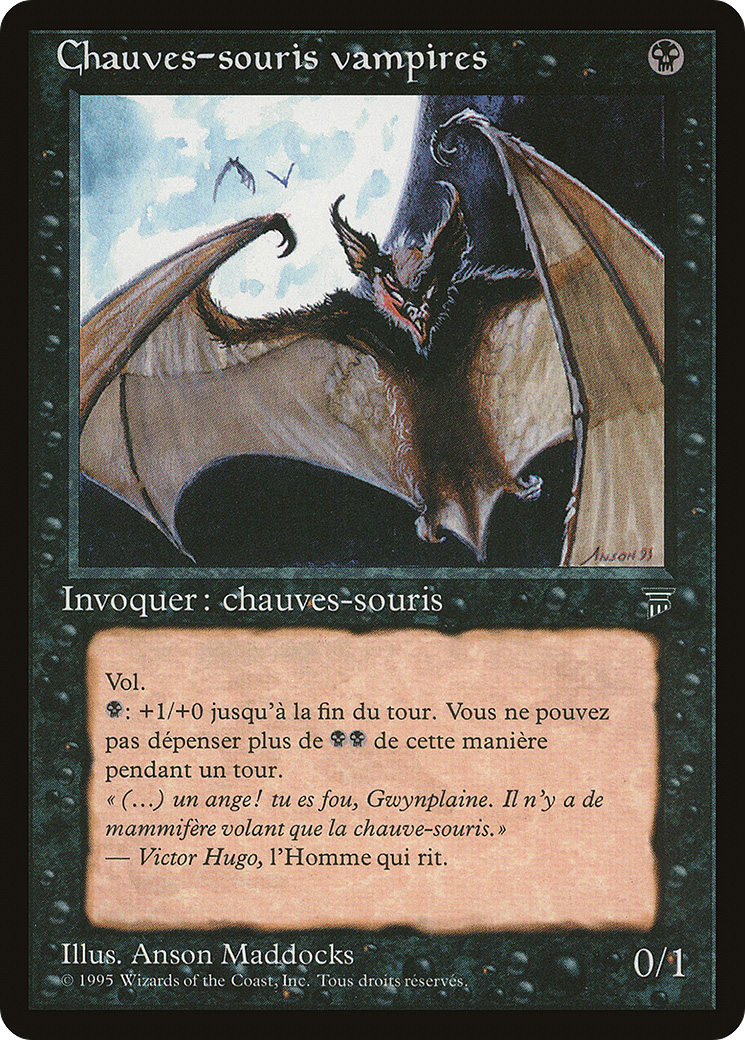 Chauves-souris vampires
Anson 93
Invoquer : chauves-souris
Vol.
: +1/+0 jusqu'à la fin du tour. Vous ne pouvez
pas dépenser plus de de cette manière
pendant un tour.
« (…) un ange! tu es fou, Gwynplaine. Il n'y a de
mammifère volant que la chauve-souris.»
— Victor Hugo, l'Homme qui rit.
Illus. Anson Maddocks
0/1
© 1995 Wizards of the Coast, Inc. Tous droits réservés.